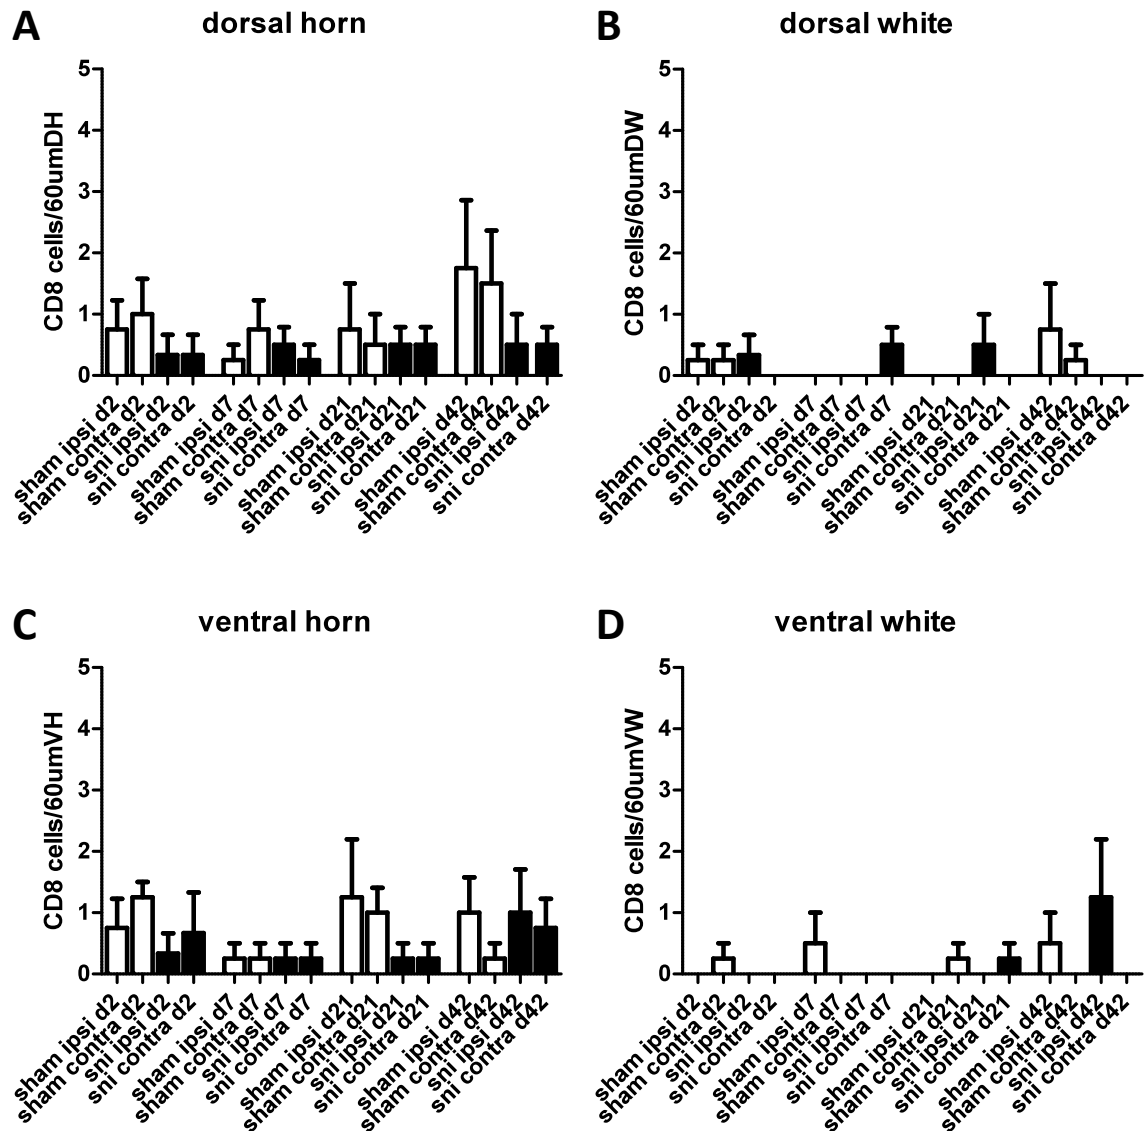 A
dorsal horn
CD8 cells/60umDH
5
4
3
2
1
0
sham ipsi d2
sham contra d2
sni ipsi d2
sni contra d2
sham ipsi d7
sham contra d7
sni ipsi d7
sni contra d7
sham ipsi d21
sham contra d21
sni ipsi d21
sni contra d21
sham ipsi d42
sham contra d42
sni ipsi d42
sni contra d42
B
dorsal white
CD8 cells/60umDW
5
4
3
2
1
0
sham ipsi d2
sham contra d2
sni ipsi d2
sni contra d2
sham ipsi d7
sham contra d7
sni ipsi d7
sni contra d7
sham ipsi d21
sham contra d21
sni ipsi d21
sni contra d21
sham ipsi d42
sham contra d42
sni ipsi d42
sni contra d42
C
ventral horn
CD8 cells/60umVH
5
4
3
2
1
0
sham ipsi d2
sham contra d2
sni ipsi d2
sni contra d2
sham ipsi d7
sham contra d7
sni ipsi d7
sni contra d7
sham ipsi d21
sham contra d21
sni ipsi d21
sni contra d21
sham ipsi d42
sham contra d42
sni ipsi d42
sni contra d42
D
ventral white
CD8 cells/60umVW
5
4
3
2
1
0
sham ipsi d2
sham contra d2
sni ipsi d2
sni contra d2
sham ipsi d7
sham contra d7
sni ipsi d7
sni contra d7
sham ipsi d21
sham contra d21
sni ipsi d21
sni contra d21
sham ipsi d42
sham contra d42
sni ipsi d42
sni contra d42